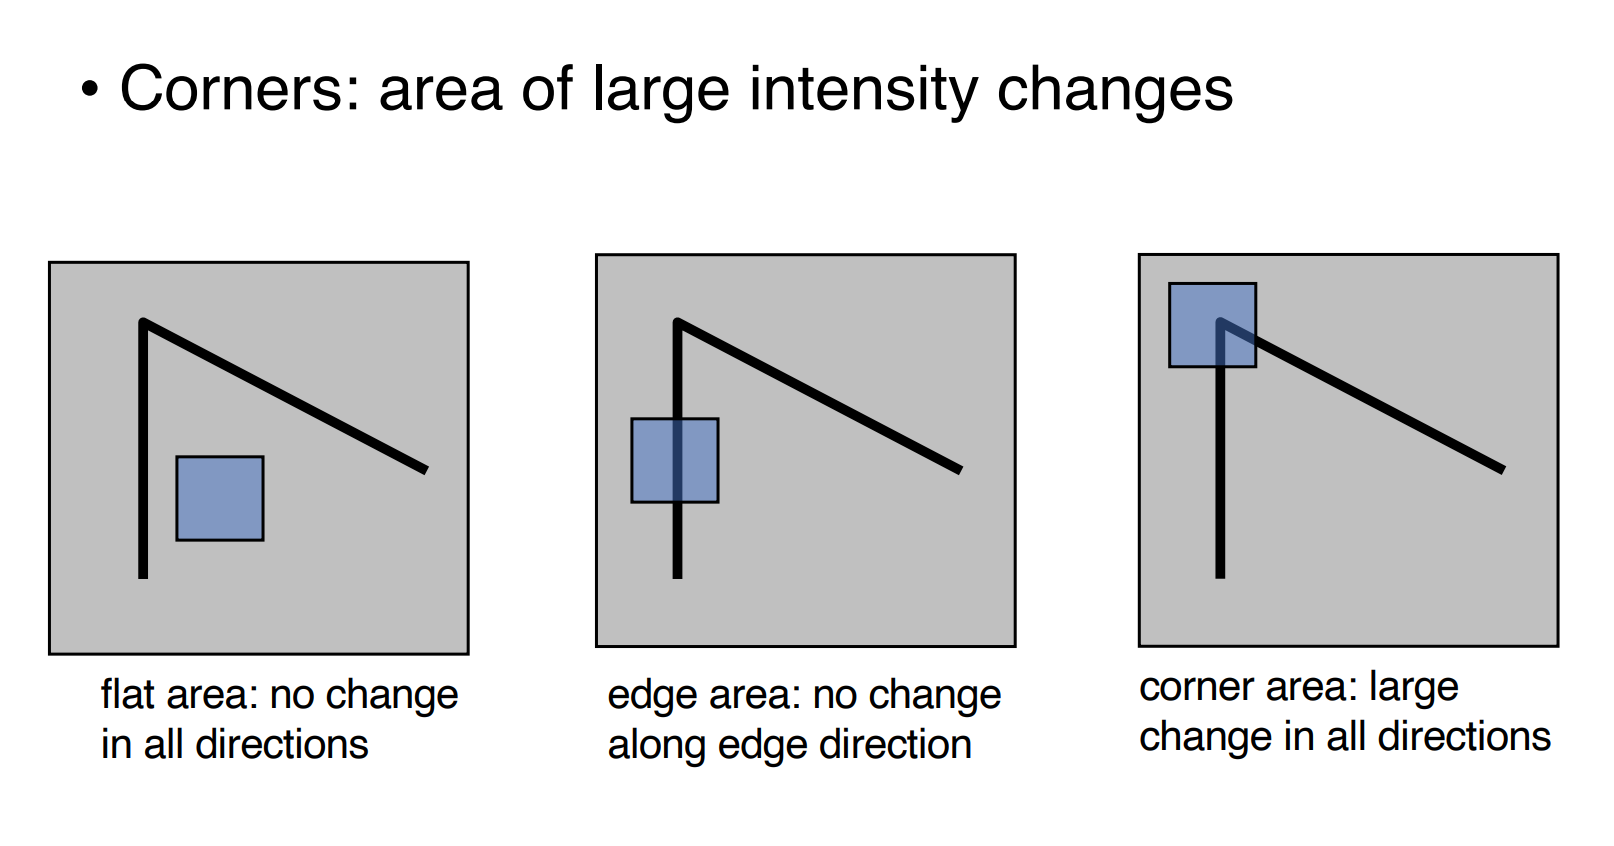 • Corners: area of large intensity changes
flat area: no change
in all directions
edge area: no change
along edge direction
corner area: large
change in all directions